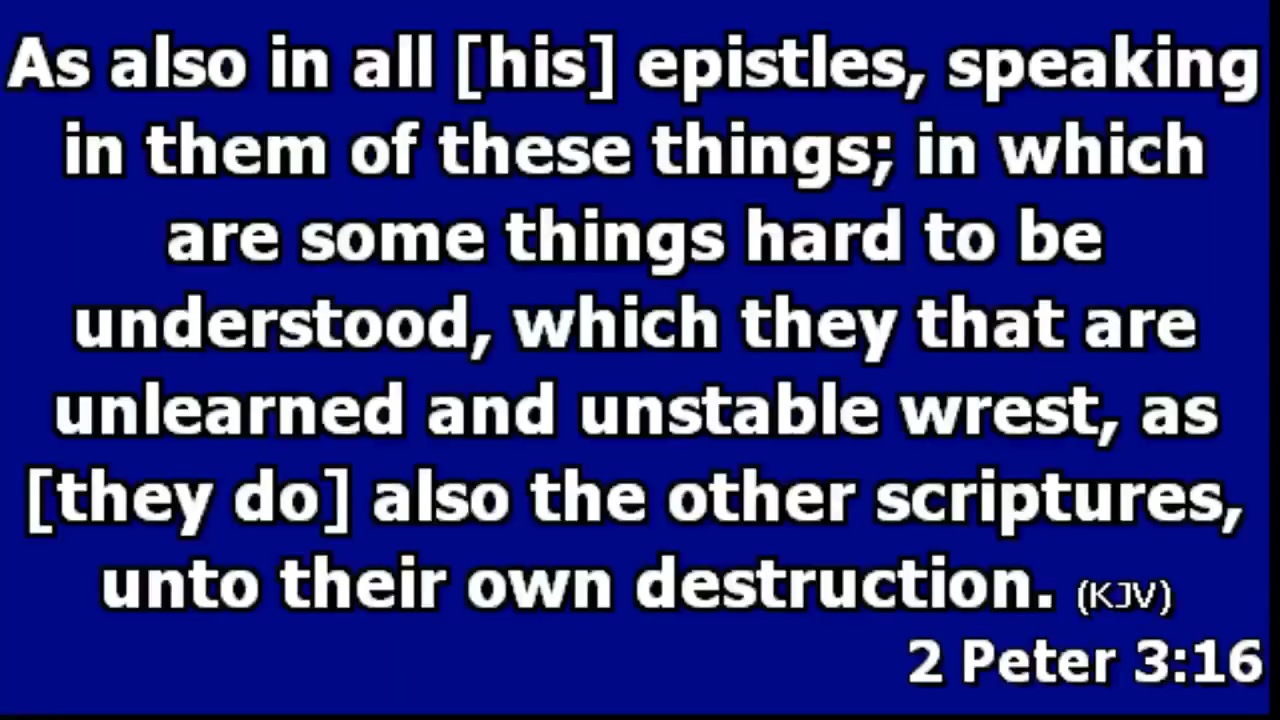 As also in all [his] epistles, speaking
in them of these things; in which
are some things hard to be
understood, which they that are
unlearned and unstable wrest, as
[they do] also the other scriptures,
unto their own destruction. (KJV)
2 Peter 3:16